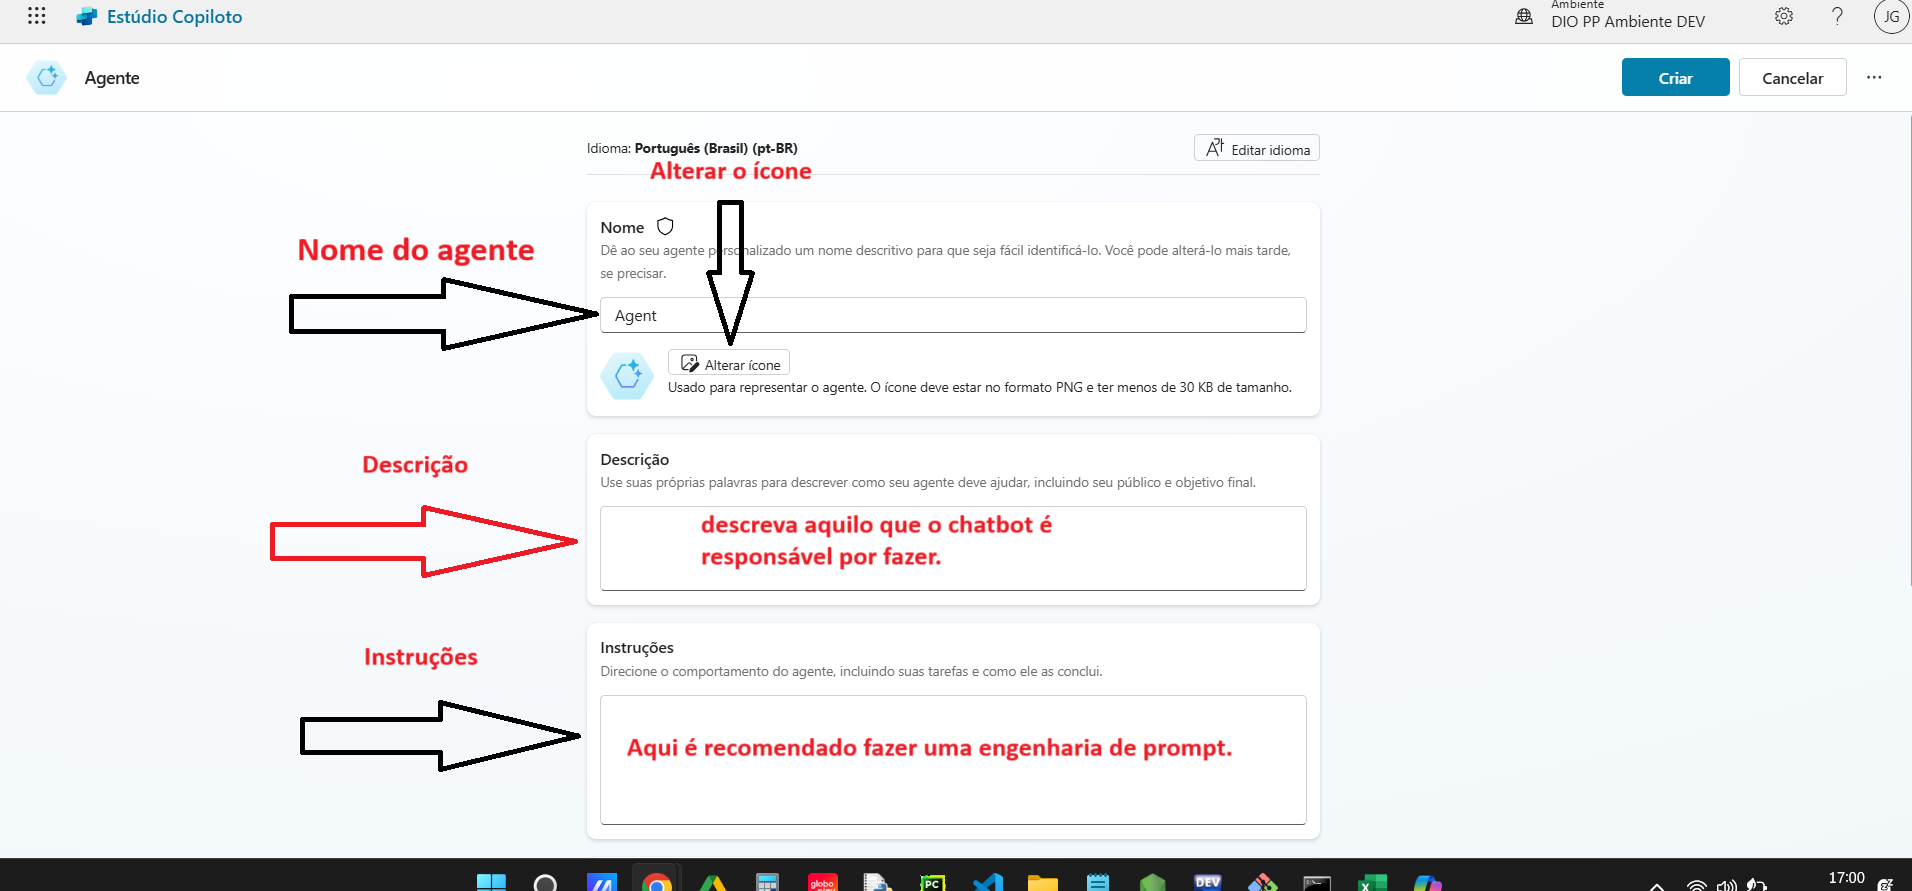 Estúdio Copiloto
Ambiente
DIO PP Ambiente DEV
JG
Agente
Criar
Cancelar
Idioma: Português (Brasil) (pt-BR)
Editar idioma
Alterar o ícone
Nome
Dê ao seu agente personalizado um nome descritivo para que seja fácil identificá-lo. Você pode alterá-lo mais tarde,
se precisar.
Nome do agente
Agent
Alterar ícone
Usado para representar o agente. O ícone deve estar no formato PNG e ter menos de 30 KB de tamanho.
Descrição
Descrição
Use suas próprias palavras para descrever como seu agente deve ajudar, incluindo seu público e objetivo final.
descreva aquilo que o chatbot é
responsável por fazer.
Instruções
Instruções
Direcione o comportamento do agente, incluindo suas tarefas e como ele as conclui.
Aqui é recomendado fazer uma engenharia de prompt.
globo
PC
DEV
17:00